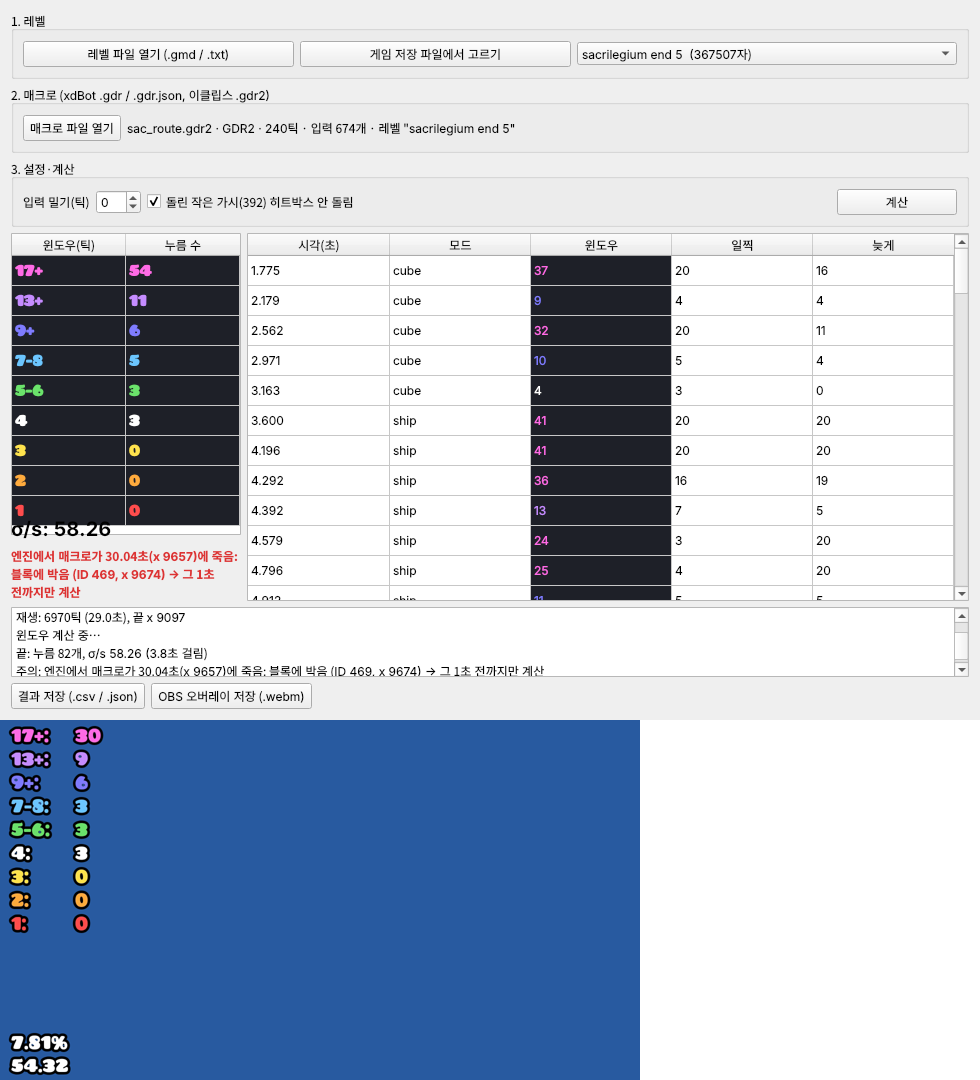 1. 레벨
레벨 파일 열기 (.gmd / .txt)
게임 저장 파일에서 고르기
sacrilegium end 5 (367507자)
2. 매크로 (xdBot .gdr / .gdr.json, 이클립스 .gdr2)
매크로 파일 열기
sac_route.gdr2 · GDR2 · 240틱 · 입력 674개 · 레벨 "sacrilegium end 5"
3. 설정·계산
입력 밀기(틱) 0
돌린 작은 가시(392) 히트박스 안 돌림
계산
윈도우(틱) 누름 수
17+ 54
13+ 11
9+ 6
7-8 5
5-6 3
4 3
3 0
2 0
1 0
σ/s: 58.26
엔진에서 매크로가 30.04초(x 9657)에 죽음:
블록에 박음 (ID 469, x 9674) → 그 1초
전까지만 계산
시각(초) 모드 윈도우 일찍 늦게
1.775 cube 37 20 16
2.179 cube 9 4 4
2.562 cube 32 20 11
2.971 cube 10 5 4
3.163 cube 4 3 0
3.600 ship 41 20 20
4.196 ship 41 20 20
4.292 ship 36 16 19
4.392 ship 13 7 5
4.579 ship 24 3 20
4.796 ship 25 4 20
4.912 ship 11 5 5
재생: 6970틱 (29.0초), 끝 x 9097
윈도우 계산 중…
끝: 누름 82개, σ/s 58.26 (3.8초 걸림)
주의: 엔진에서 매크로가 30.04초(x 9657)에 죽음: 블록에 박음 (ID 469, x 9674) → 그 1초 전까지만 계산
결과 저장 (.csv / .json)
OBS 오버레이 저장 (.webm)
17+: 30
13+: 9
9+: 6
7-8: 3
5-6: 3
4: 3
3: 0
2: 0
1: 0
7.81%
54.32